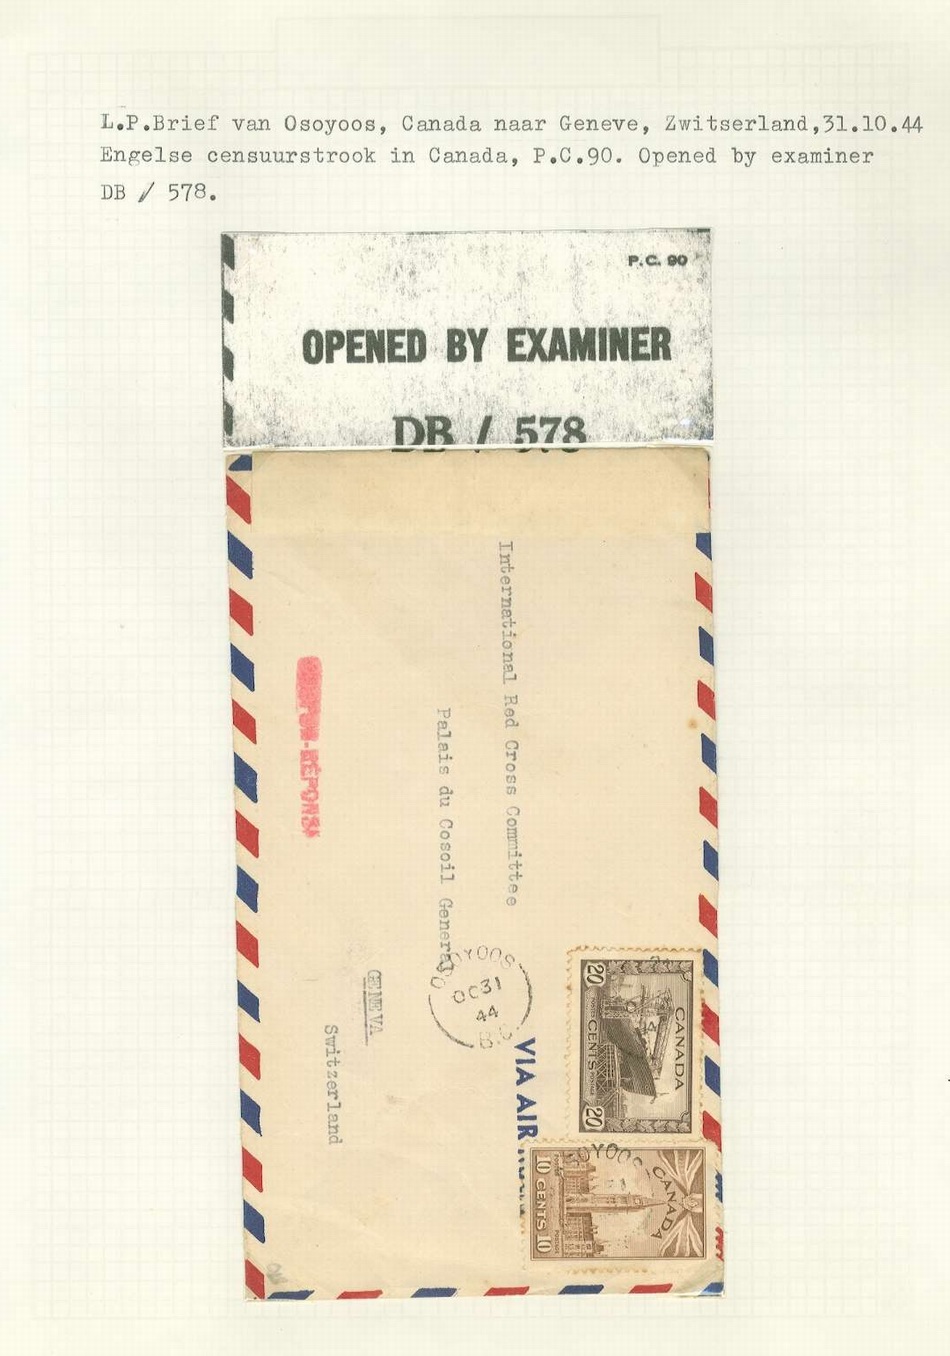 L.P.Brief van Osoyoos, Canada naar Geneve, Zwitserland,31.10.44
Engelse censuurstrook in Canada, P.C.90. Opened by examiner
DB / 578.
P.C. 90
OPENED BY EXAMINER
DB / 578
International Red Cross Committee
Palais du Cosoil General
GENEVA
Switzerland
OC 31
44
VIA AIR
CANADA
20 CENTS 20
POSTES POSTAGE
CANADA
10 CENTS 10